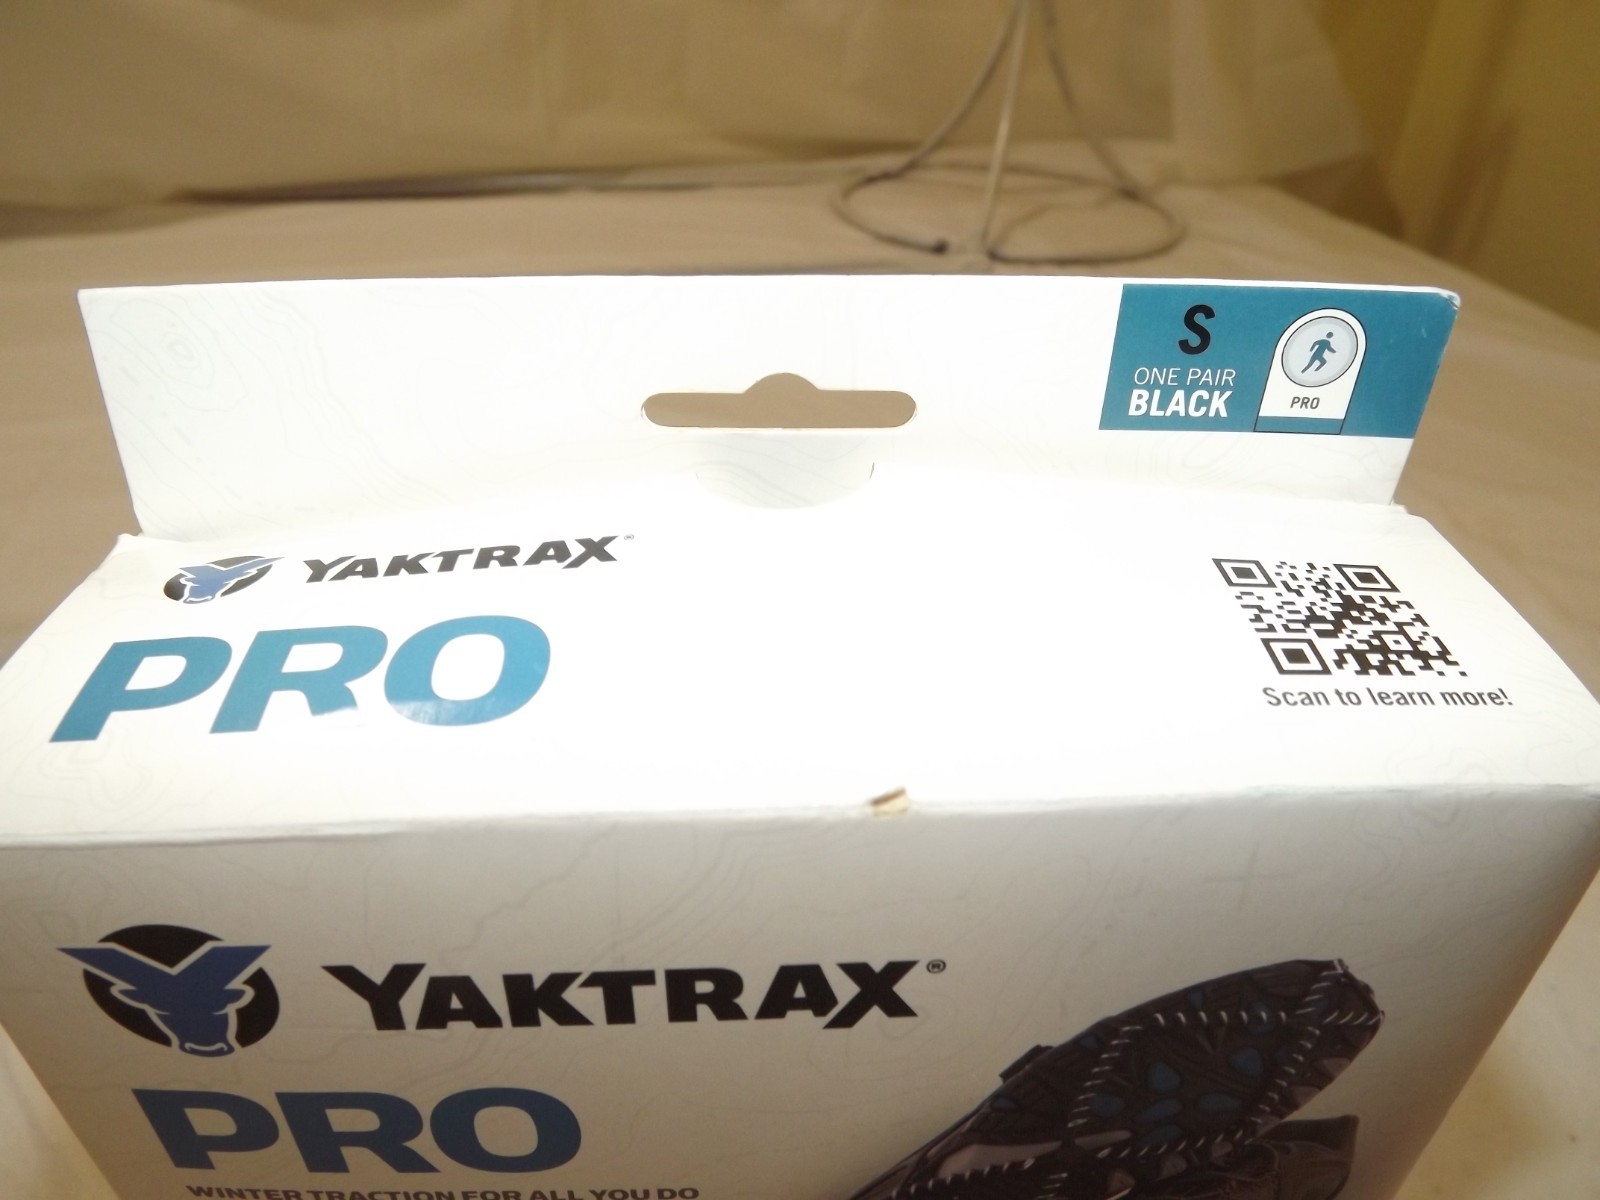 S
ONE PAIR
BLACK
PRO
YAKTRAX®
PRO
Scan to learn more!
YAKTRAX®
PRO
WINTER TRACTION FOR ALL YOU DO